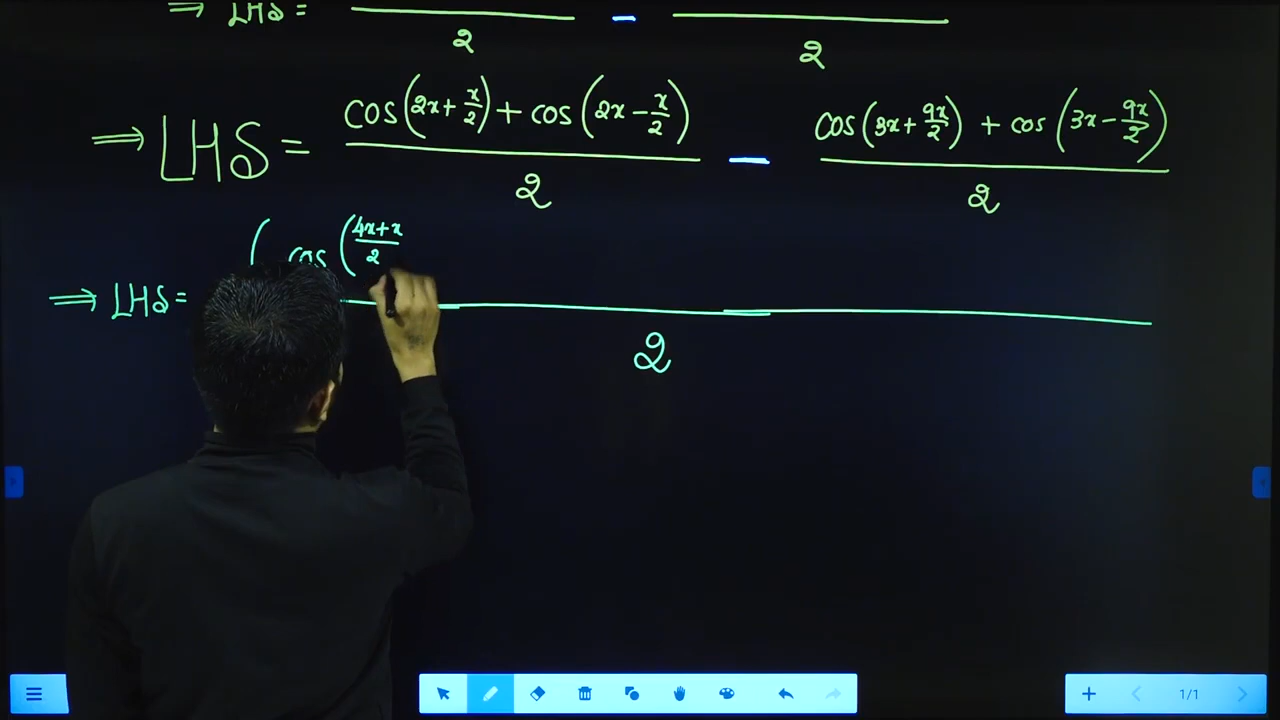 ⇒ LHS = — 
2 2
⇒ LHS = cos(2x + x/2) + cos(2x − x/2) / 2 − cos(3x + 9x/2) + cos(3x − 9x/2) / 2
⇒ LHS = ( cos(4x+x/2 / 2
1/1